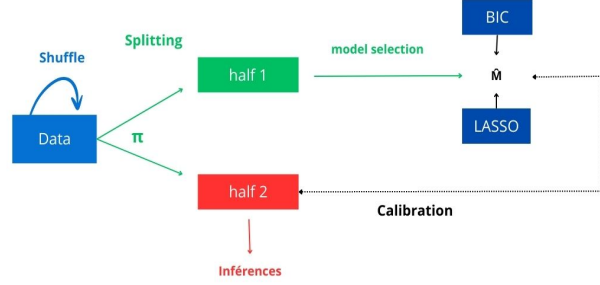 BIC
Splitting
Shuffle
model selection
half 1
M̂
LASSO
Data
π
half 2
Calibration
Inférences